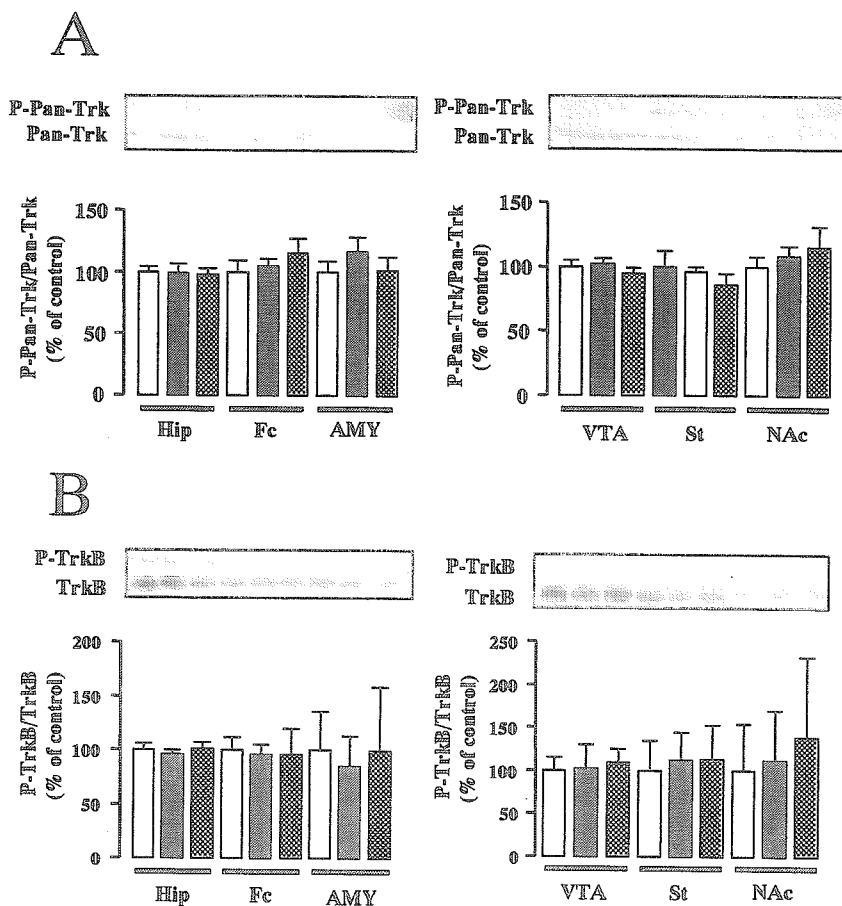 A
P-Pan-Trk
Pan-Trk
P-Pan-Trk/Pan-Trk
(% of control)
150
100
50
0
Hip Fc AMY
P-Pan-Trk
Pan-Trk
P-Pan-Trk/Pan-Trk
(% of control)
150
100
50
0
VTA St NAc
B
P-TrkB
TrkB
P-TrkB/TrkB
(% of control)
200
150
100
50
0
Hip Fc AMY
P-TrkB
TrkB
P-TrkB/TrkB
(% of control)
250
200
150
100
50
0
VTA St NAc